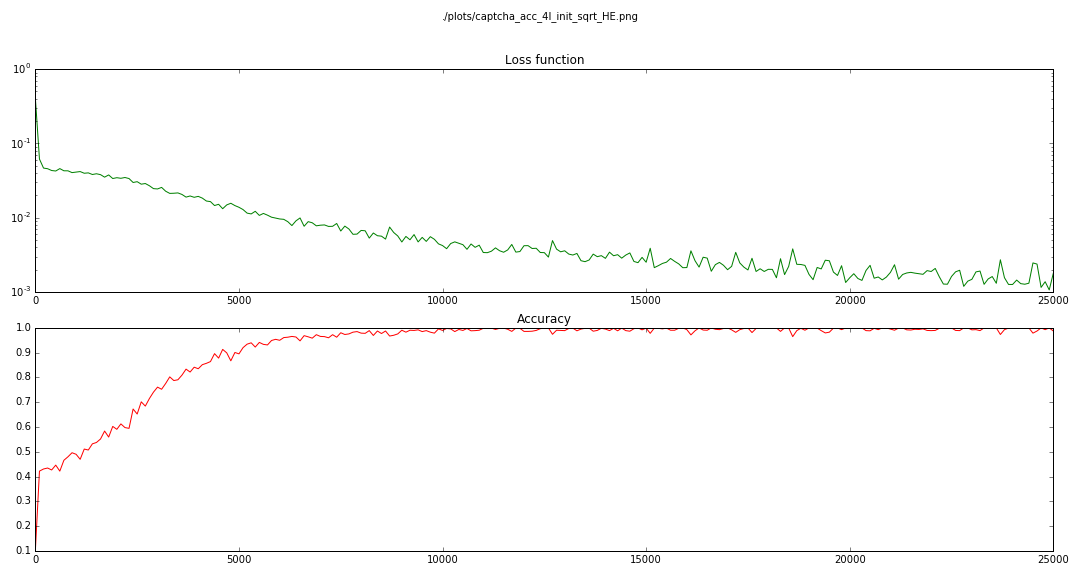 ./plots/captcha_acc_4l_init_sqrt_HE.png
Loss function
10^0
10^-1
10^-2
10^-3
0 5000 10000 15000 20000 25000
Accuracy
1.0
0.9
0.8
0.7
0.6
0.5
0.4
0.3
0.2
0.1
0 5000 10000 15000 20000 25000